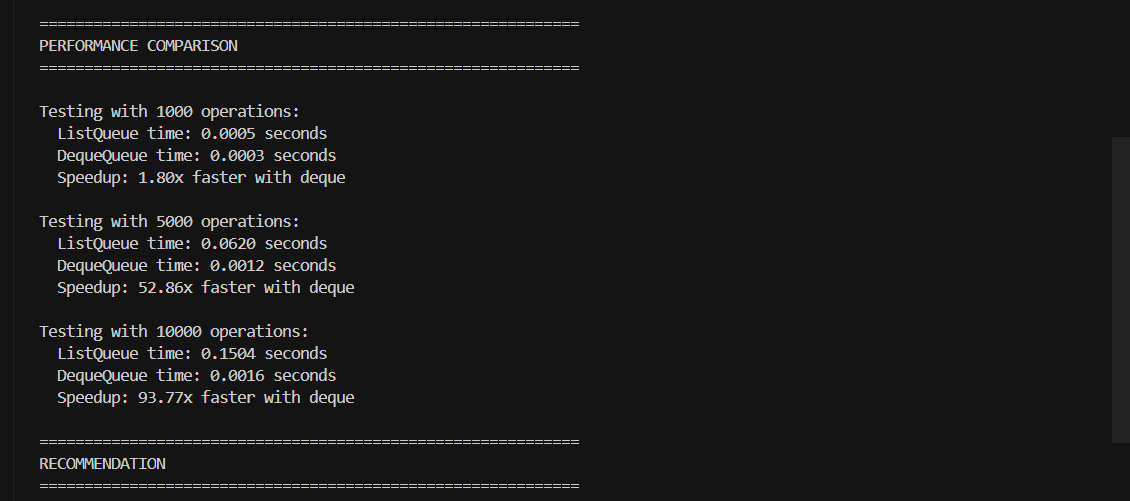 ============================================================
PERFORMANCE COMPARISON
============================================================
Testing with 1000 operations:
  ListQueue time: 0.0005 seconds
  DequeQueue time: 0.0003 seconds
  Speedup: 1.80x faster with deque
Testing with 5000 operations:
  ListQueue time: 0.0620 seconds
  DequeQueue time: 0.0012 seconds
  Speedup: 52.86x faster with deque
Testing with 10000 operations:
  ListQueue time: 0.1504 seconds
  DequeQueue time: 0.0016 seconds
  Speedup: 93.77x faster with deque
============================================================
RECOMMENDATION
============================================================